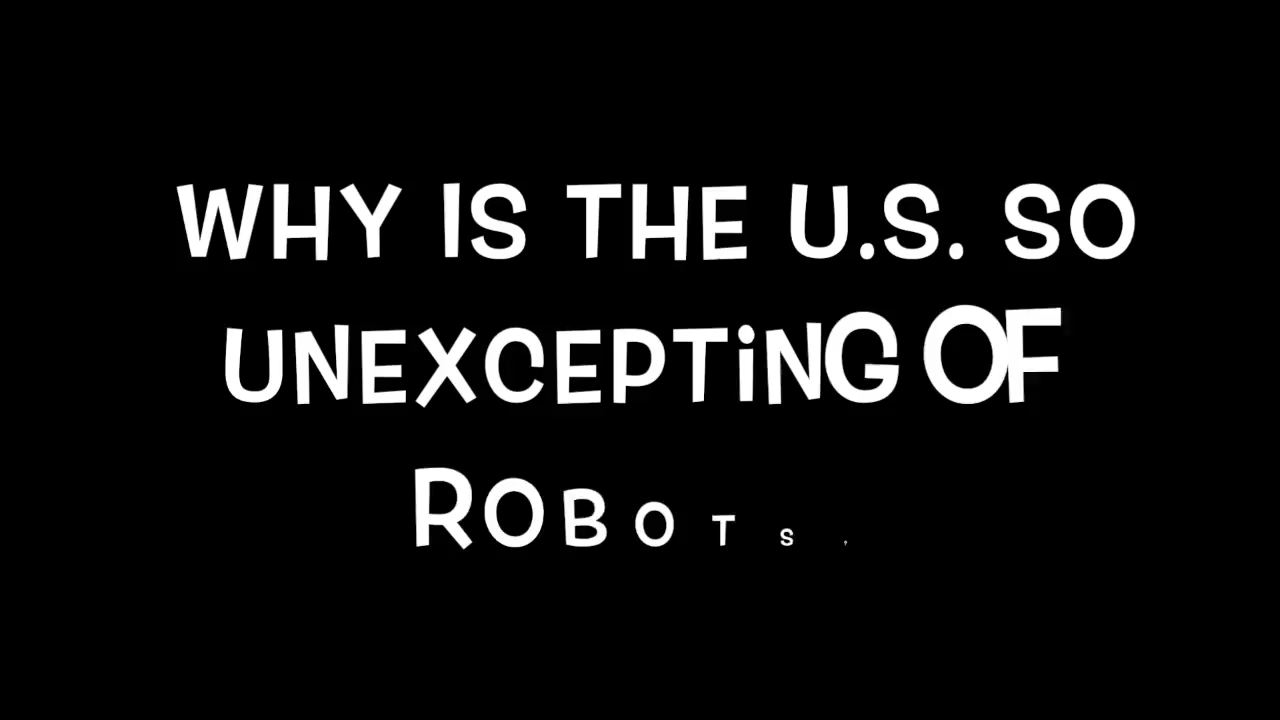 WHY IS THE U.S. SO
UNEXCEPTiNG OF
ROBOTS